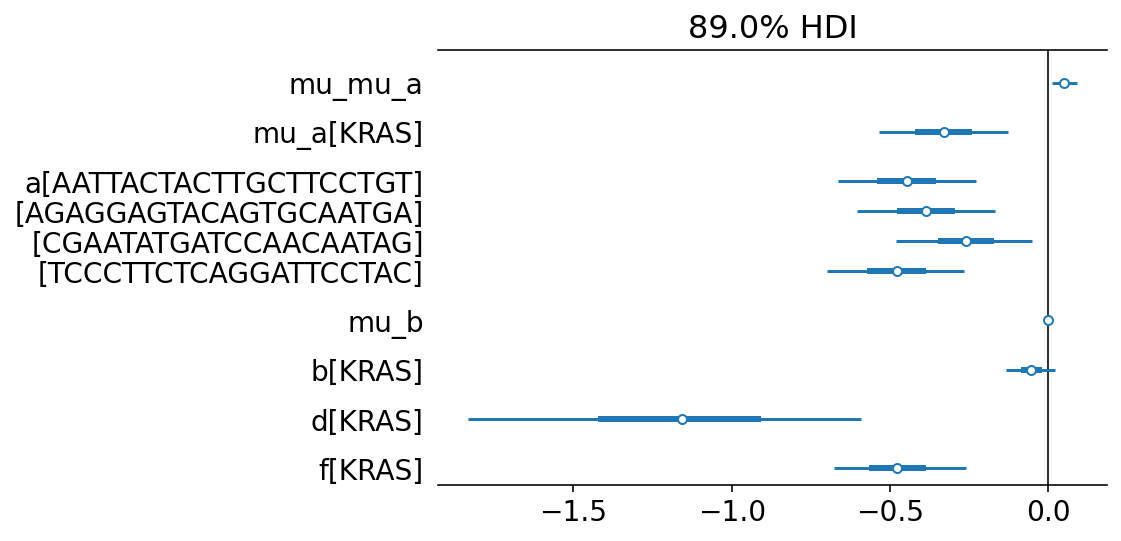 89.0% HDI
mu_mu_a
mu_a[KRAS]
a[AATTACTACTTGCTTCCTGT]
[AGAGGAGTACAGTGCAATGA]
[CGAATATGATCCAACAATAG]
[TCCCTTCTCAGGATTCCTAC]
mu_b
b[KRAS]
d[KRAS]
f[KRAS]
−1.5 −1.0 −0.5 0.0